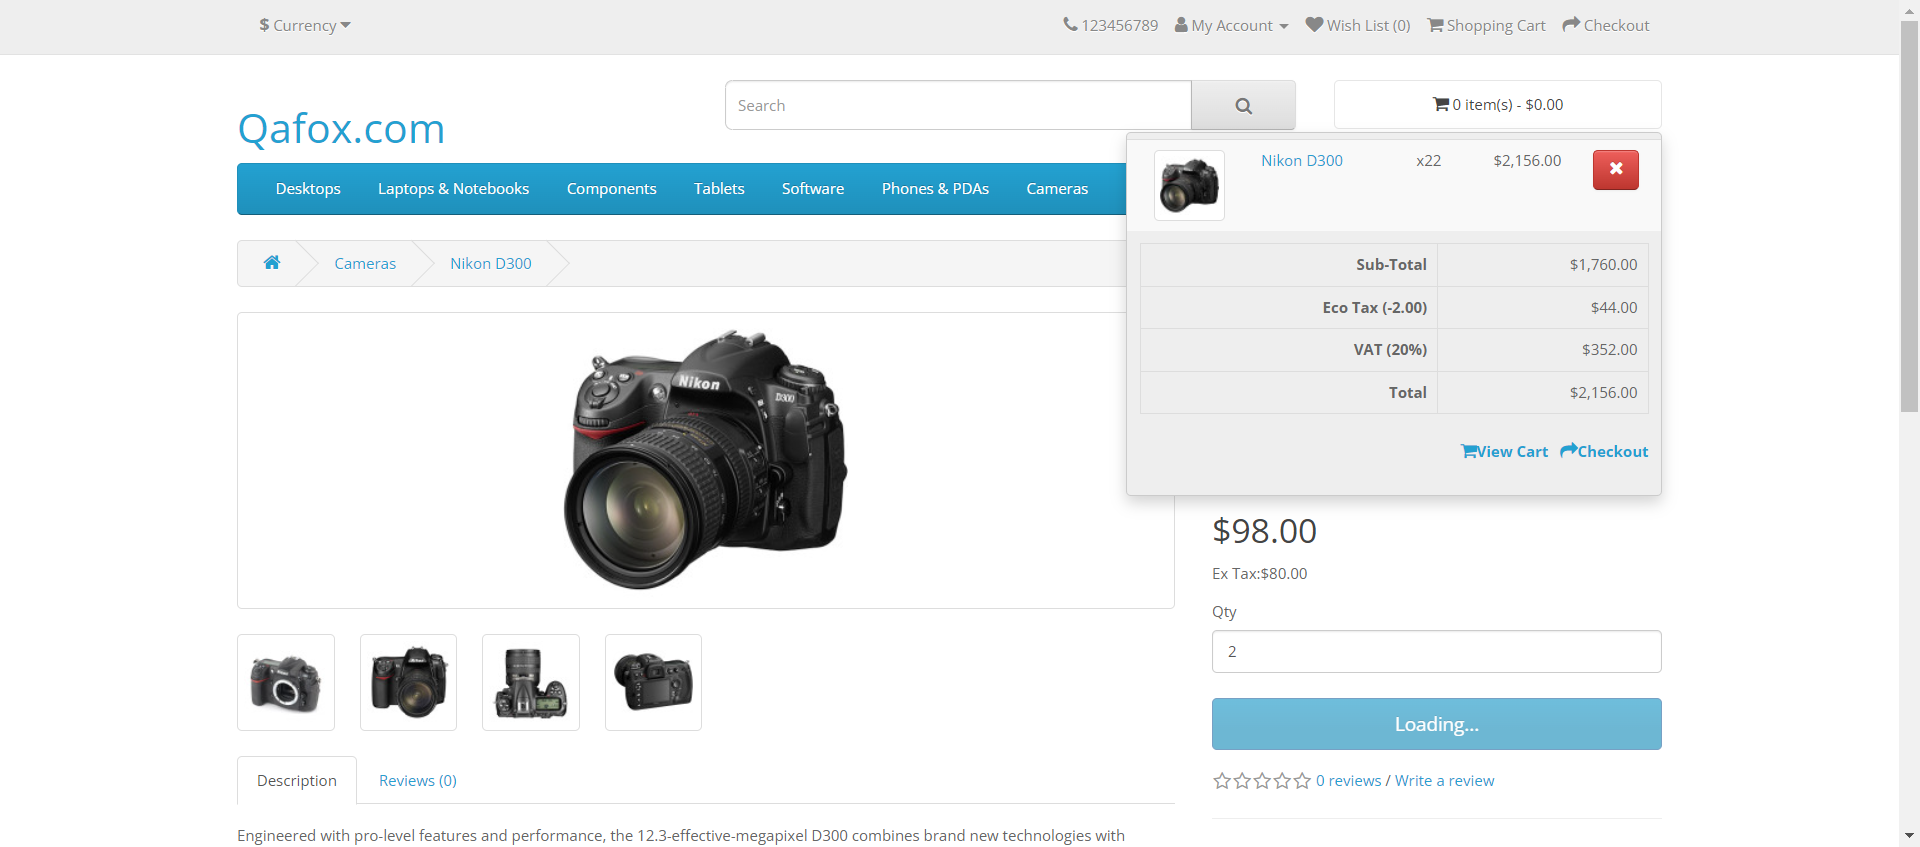 $ Currency
123456789 My Account Wish List (0) Shopping Cart Checkout
Qafox.com
Search
0 item(s) - $0.00
Desktops Laptops & Notebooks Components Tablets Software Phones & PDAs Cameras
Nikon D300 x22 $2,156.00
Sub-Total $1,760.00
Eco Tax (-2.00) $44.00
VAT (20%) $352.00
Total $2,156.00
View Cart Checkout
Cameras Nikon D300
Nikon
D300
$98.00
Ex Tax:$80.00
Qty
2
Loading...
0 reviews / Write a review
Description Reviews (0)
Engineered with pro-level features and performance, the 12.3-effective-megapixel D300 combines brand new technologies with